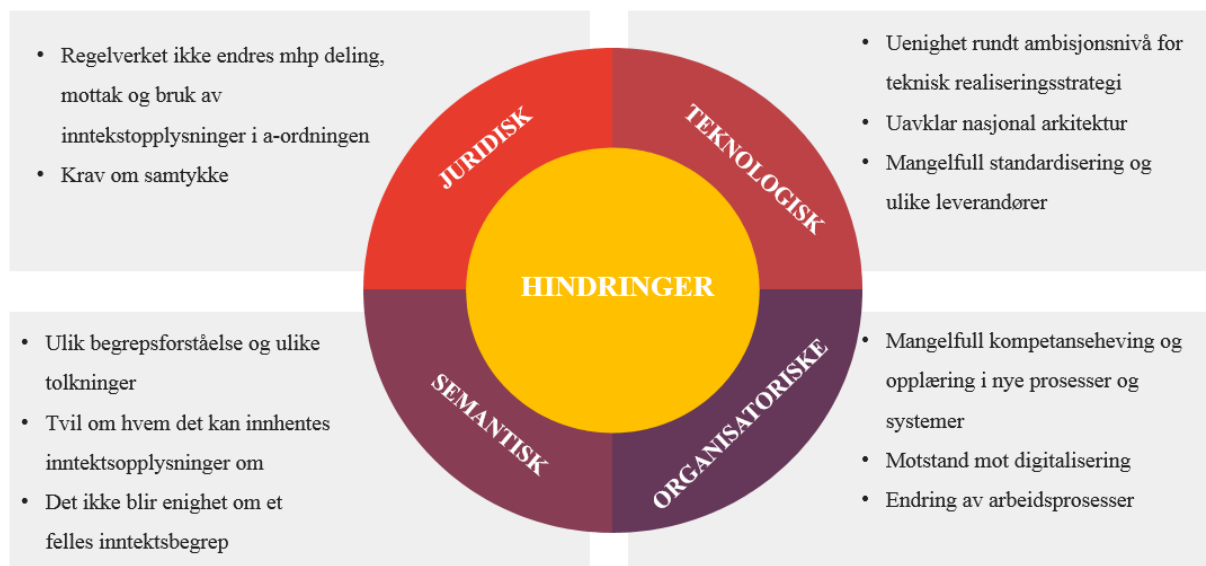 • Regelverket ikke endres mhp deling,
mottak og bruk av
inntekstopplysninger i a-ordningen
• Krav om samtykke
• Uenighet rundt ambisjonsnivå for
teknisk realiseringsstrategi
• Uavklar nasjonal arkitektur
• Mangelfull standardisering og
ulike leverandører
JURIDISK
TEKNOLOGISK
HINDRINGER
SEMANTISK
ORGANISATORISKE
• Ulik begrepsforståelse og ulike
tolkninger
• Tvil om hvem det kan innhentes
inntektsopplysninger om
• Det ikke blir enighet om et
felles inntektsbegrep
• Mangelfull kompetanseheving og
opplæring i nye prosesser og
systemer
• Motstand mot digitalisering
• Endring av arbeidsprosesser